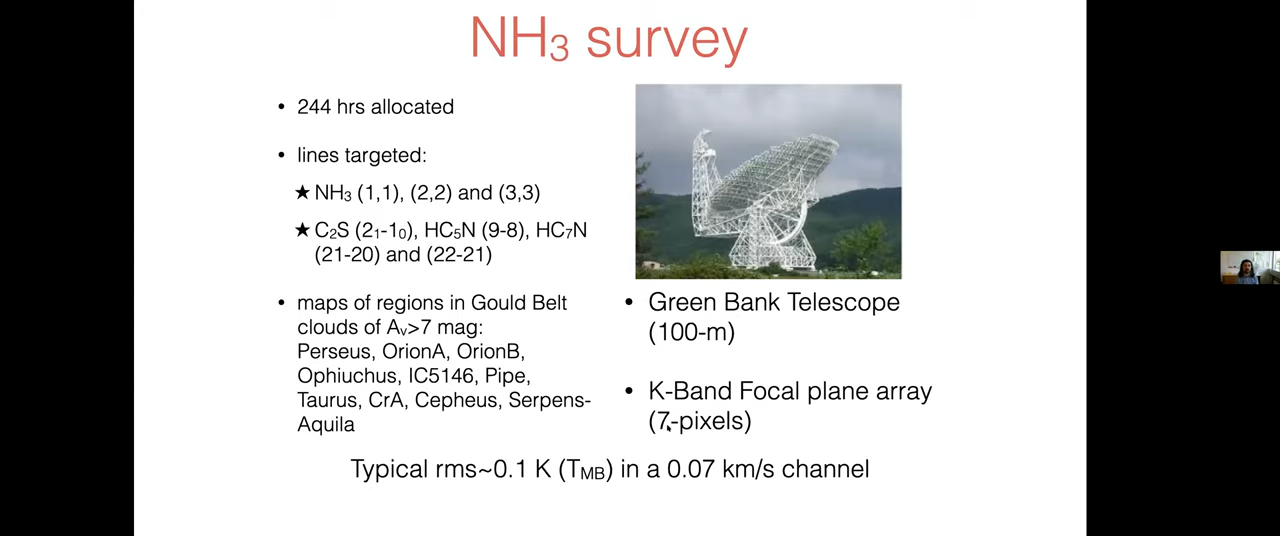 NH₃ survey
• 244 hrs allocated
• lines targeted:
★ NH₃ (1,1), (2,2) and (3,3)
★ C₂S (2₁-1₀), HC₅N (9-8), HC₇N
(21-20) and (22-21)
• maps of regions in Gould Belt
clouds of Aᵥ>7 mag:
Perseus, OrionA, OrionB,
Ophiuchus, IC5146, Pipe,
Taurus, CrA, Cepheus, Serpens-
Aquila
• Green Bank Telescope
(100-m)
• K-Band Focal plane array
(7-pixels)
Typical rms~0.1 K (TMB) in a 0.07 km/s channel